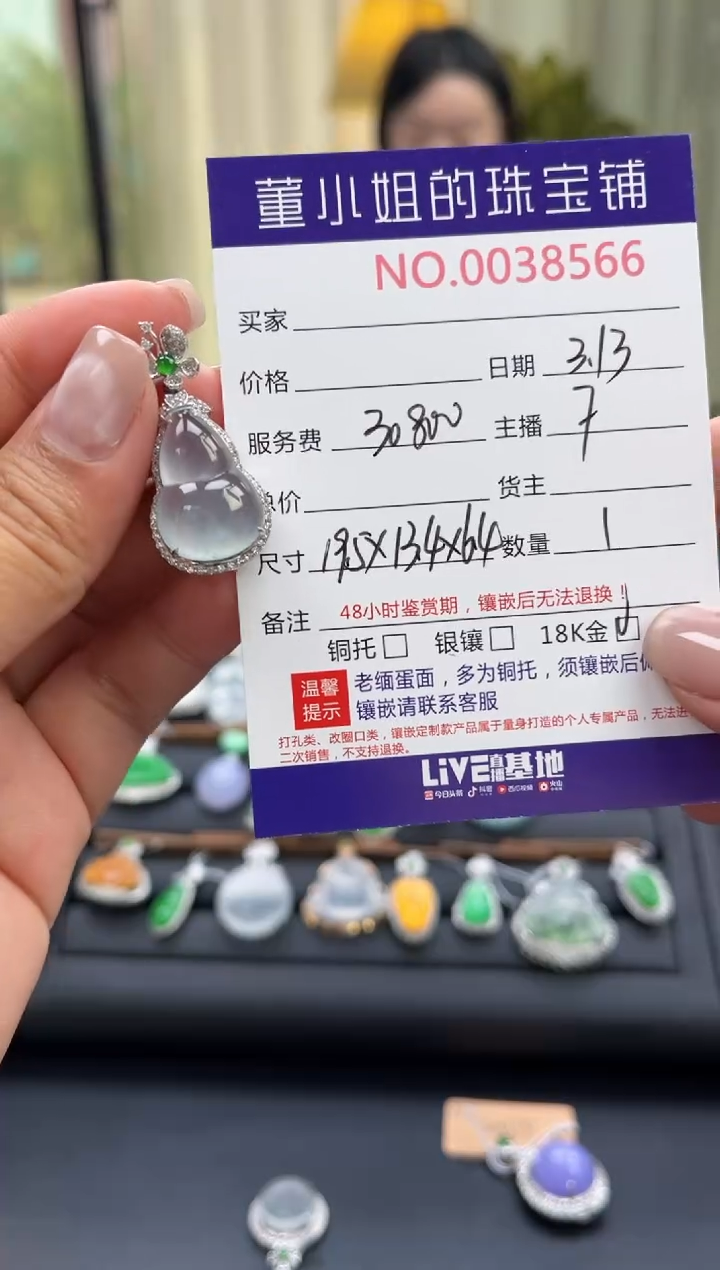 董小姐的珠宝铺
NO.0038566
买家
价格 日期 3.13
服务费 30800 主播 7
总价 货主
尺寸 19.5X13.4X6.4 数量 1
备注 48小时鉴赏期，镶嵌后无法退换！
铜托□ 银镶□ 18K金☑
温馨提示 老缅蛋面，多为铜托，须镶嵌后
镶嵌请联系客服
打孔类、改圈口类，镶嵌定制款产品属于量身打造的个人专属产品，无法进
二次销售，不支持退换。
LiVE直播基地
今日头条 抖音 西瓜视频 火山